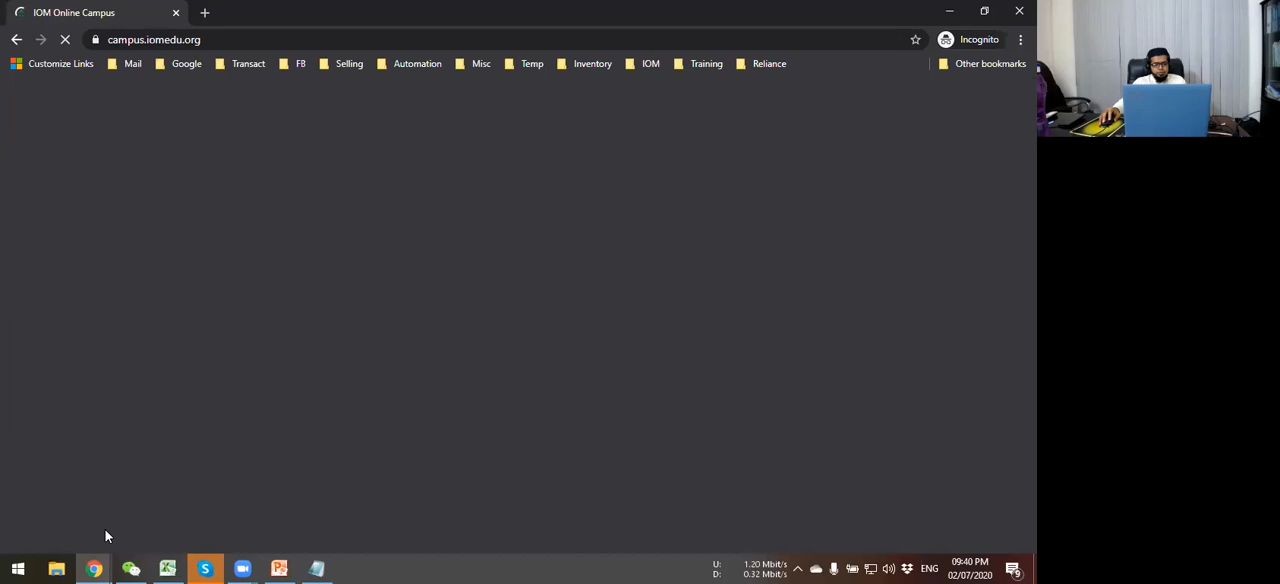 IOM Online Campus
campus.iomedu.org
Incognito
Customize Links Mail Google Transact FB Selling Automation Misc Temp Inventory IOM Training Reliance Other bookmarks
U: 1.20 Mbit/s
D: 0.32 Mbit/s
ENG
09:40 PM
02/07/2020
9